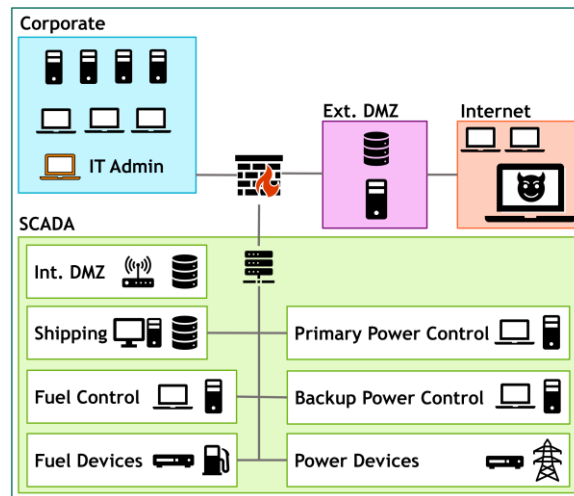 Corporate
IT Admin
Ext. DMZ
Internet
SCADA
Int. DMZ
Shipping
Primary Power Control
Fuel Control
Backup Power Control
Fuel Devices
Power Devices